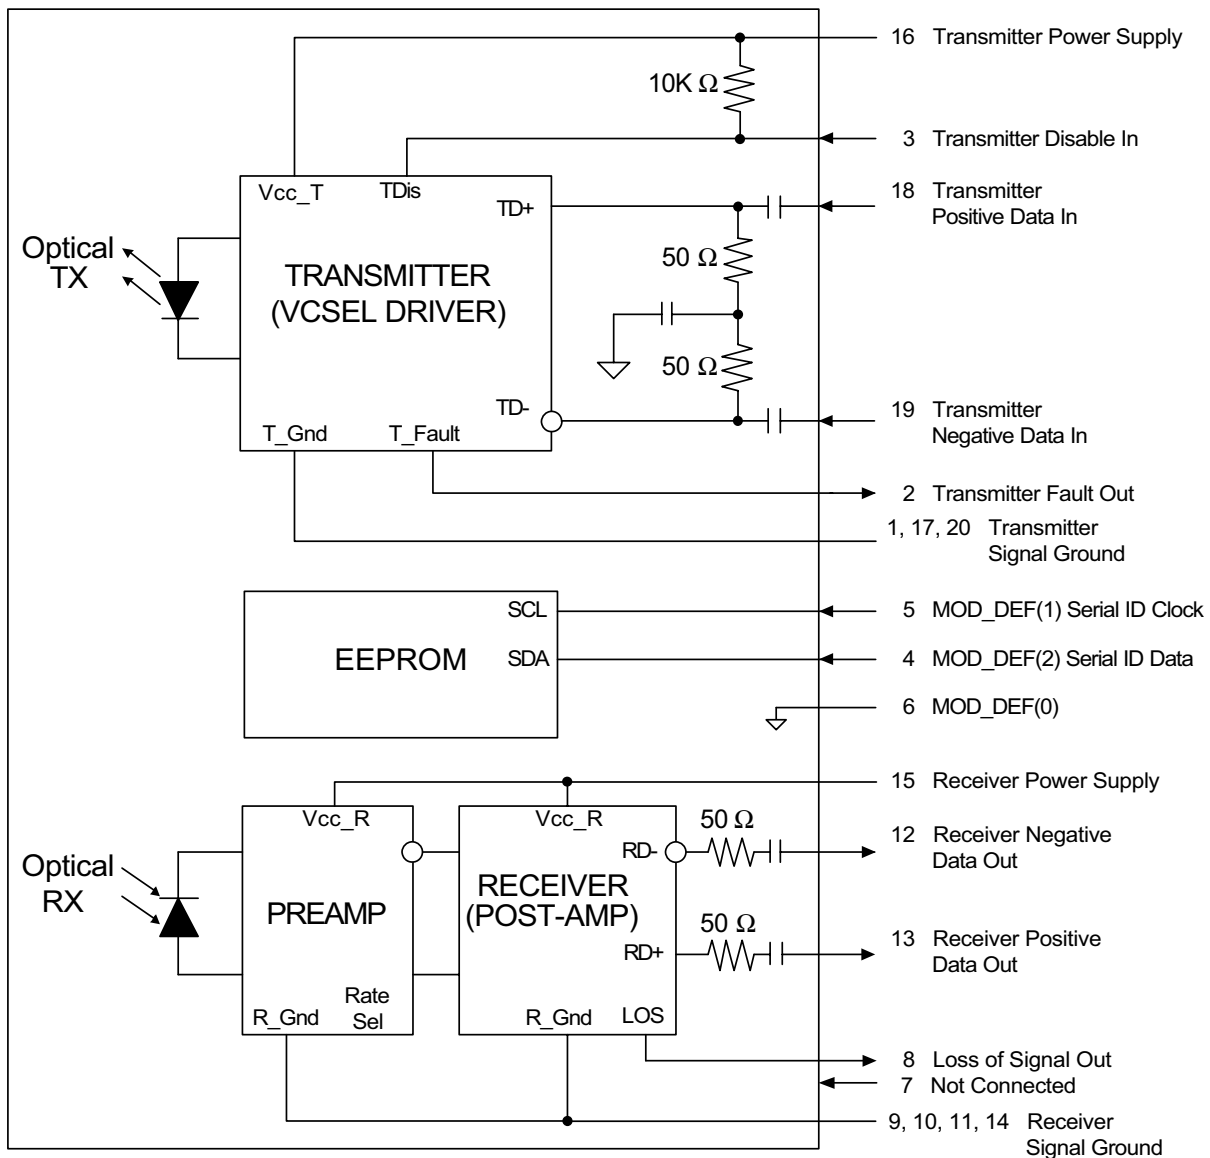 16 Transmitter Power Supply
10K Ω
3 Transmitter Disable In
Vcc_T
TDis
18 Transmitter
Positive Data In
TD+
Optical
TX
50 Ω
TRANSMITTER
(VCSEL DRIVER)
50 Ω
TD-
19 Transmitter
Negative Data In
T_Gnd
T_Fault
2 Transmitter Fault Out
1, 17, 20 Transmitter
Signal Ground
SCL
5 MOD_DEF(1) Serial ID Clock
EEPROM
SDA
4 MOD_DEF(2) Serial ID Data
6 MOD_DEF(0)
15 Receiver Power Supply
Vcc_R
Vcc_R
50 Ω
RD-
12 Receiver Negative
Data Out
Optical
RX
PREAMP
RECEIVER
(POST-AMP)
50 Ω
RD+
13 Receiver Positive
Data Out
Rate
Sel
R_Gnd
R_Gnd
LOS
8 Loss of Signal Out
7 Not Connected
9, 10, 11, 14 Receiver
Signal Ground